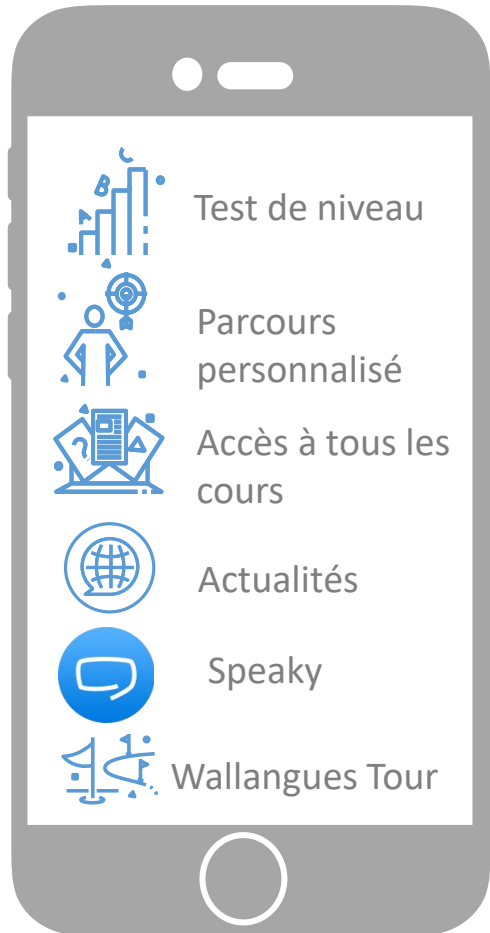 A B C
Test de niveau
Parcours
personnalisé
Accès à tous les
cours
Actualités
Speaky
Wallangues Tour